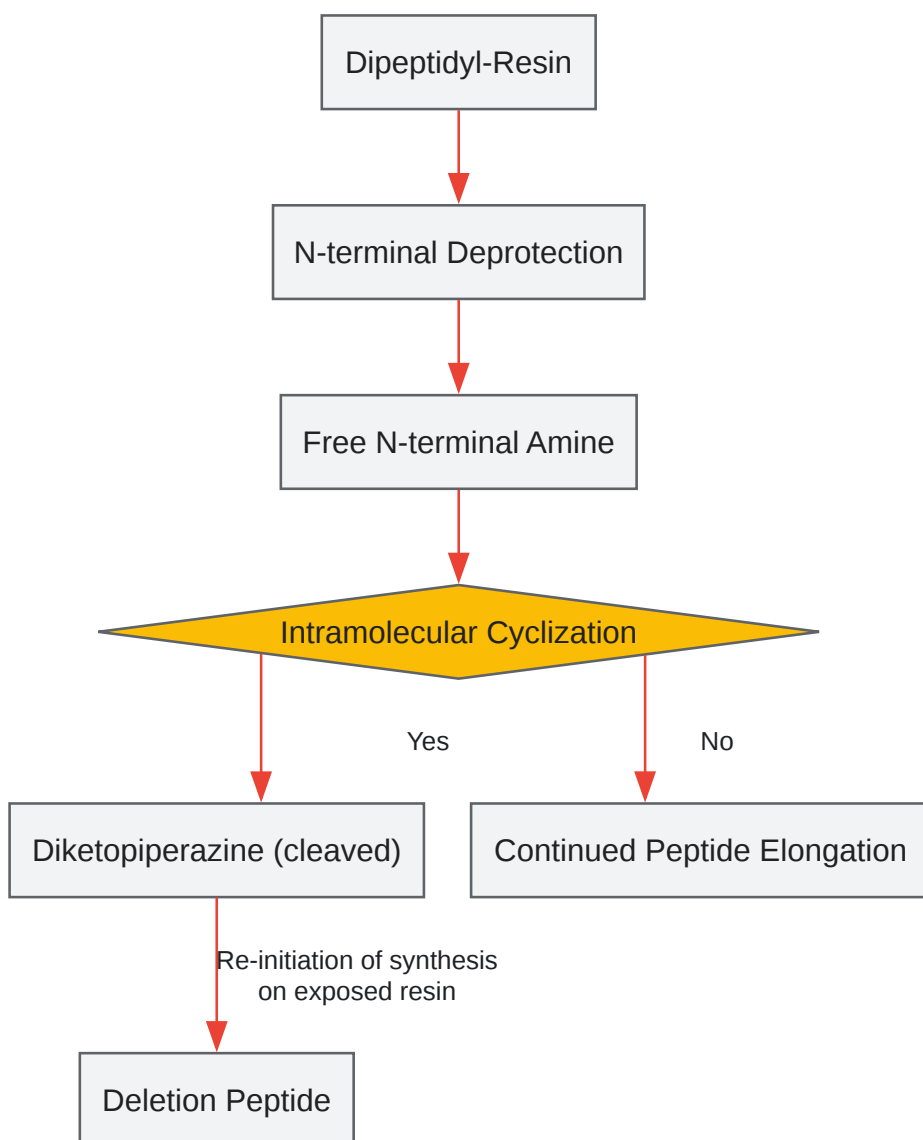 Dipeptidyl-Resin
N-terminal Deprotection
Free N-terminal Amine
Intramolecular Cyclization
Yes
No
Diketopiperazine (cleaved)
Continued Peptide Elongation
Re-initiation of synthesis
on exposed resin
Deletion Peptide